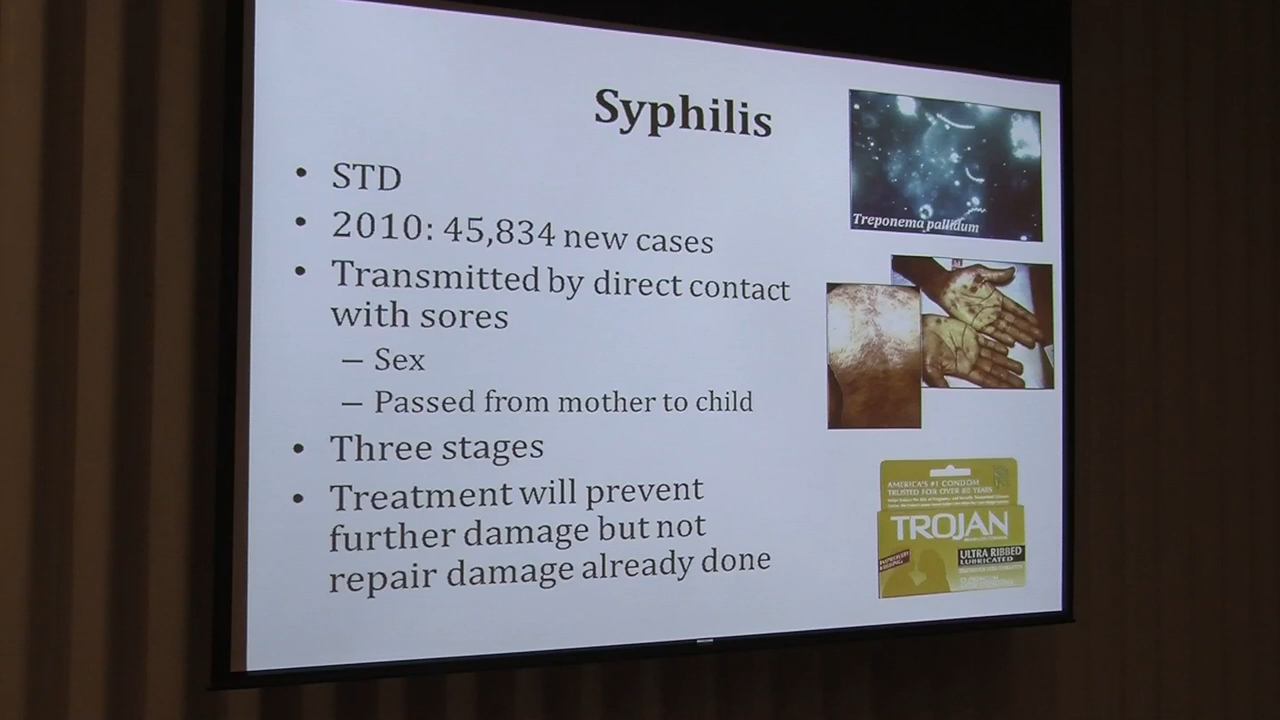 Syphilis
• STD
• 2010: 45,834 new cases
• Transmitted by direct contact
with sores
– Sex
– Passed from mother to child
• Three stages
• Treatment will prevent
further damage but not
repair damage already done
Treponema pallidum
AMERICA'S #1 CONDOM
TRUSTED FOR OVER 80 YEARS
TROJAN
ULTRA RIBBED
LUBRICATED